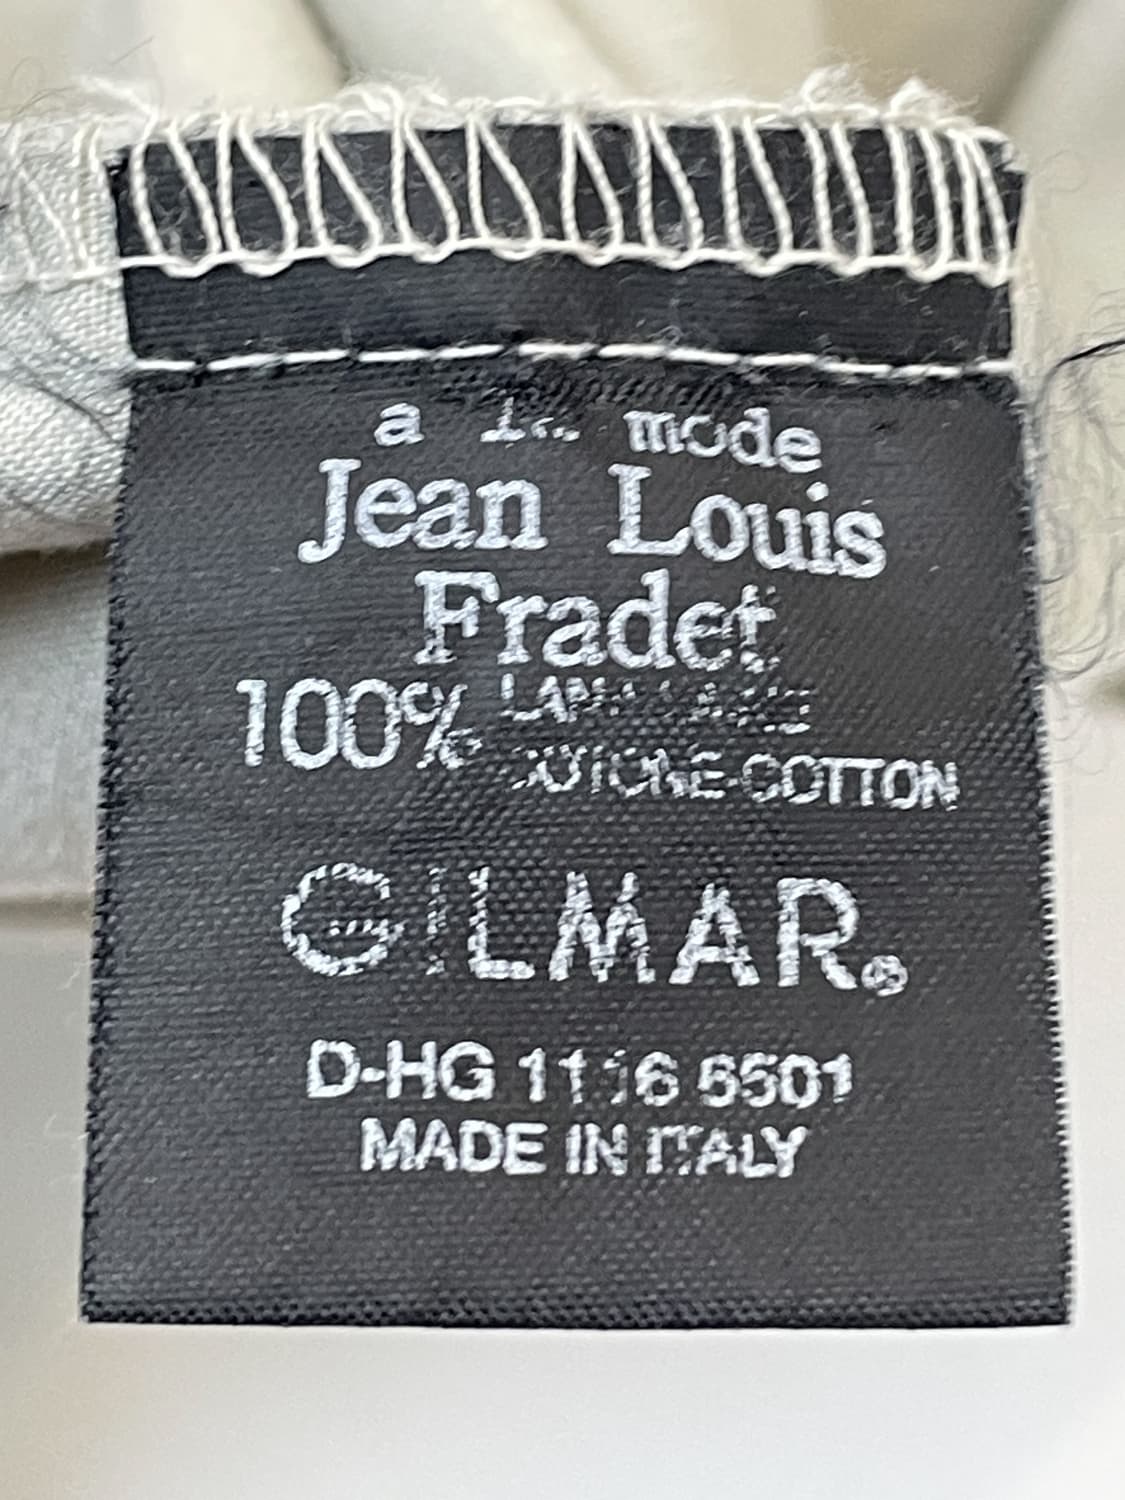 a mode
Jean Louis
Fradet
100%
COTTON
GILMAR®
D-HG 1116 6501
MADE IN ITALY